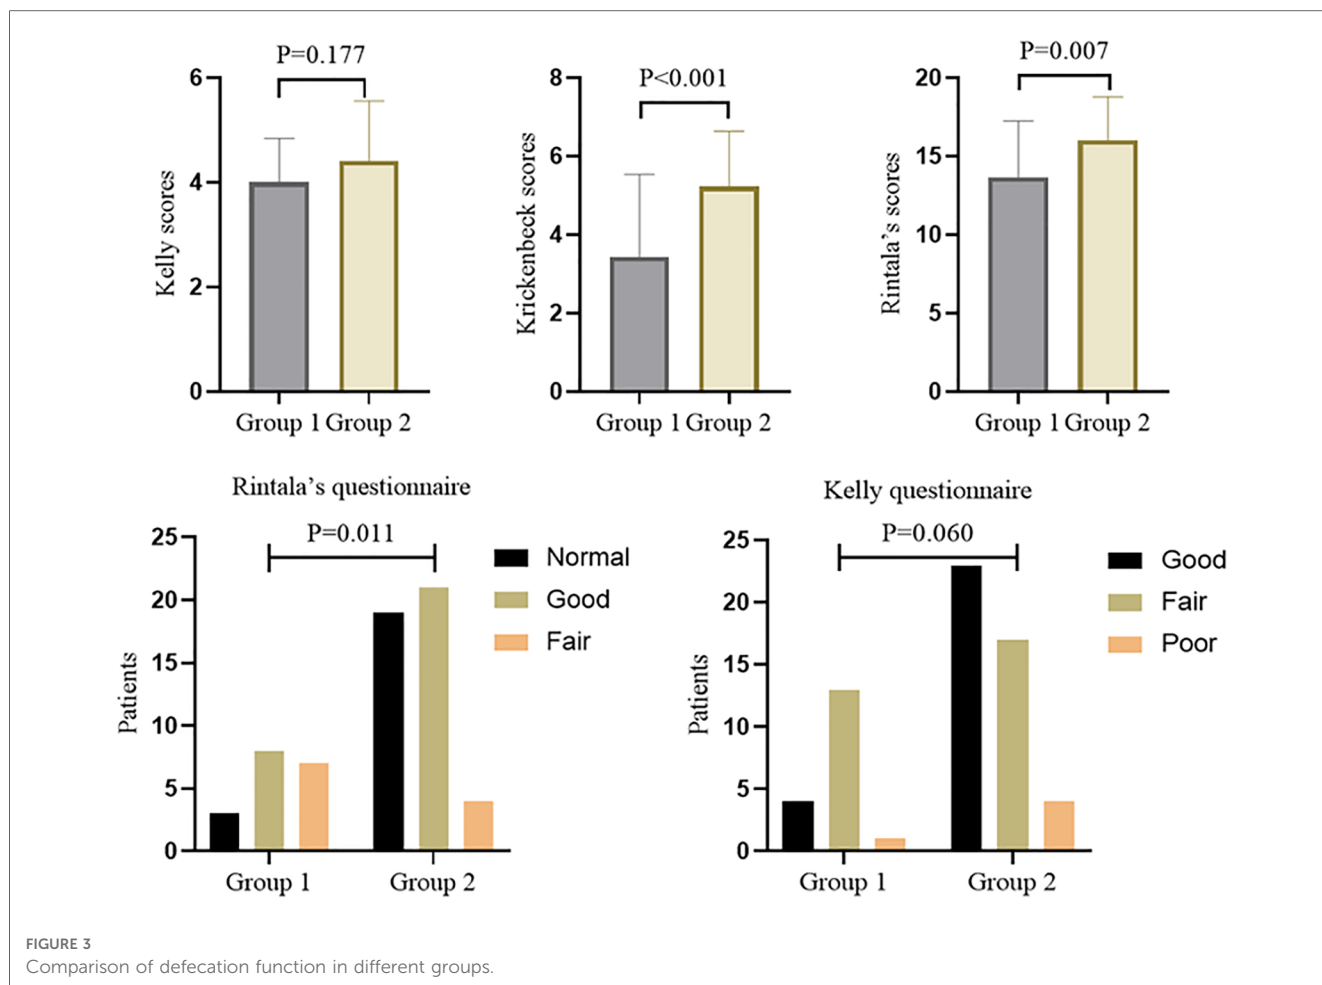 P=0.177
6
4
2
0
Kelly scores
Group 1 Group 2
P<0.001
8
6
4
2
0
Krickenbeck scores
Group 1 Group 2
P=0.007
20
15
10
5
0
Rintala's scores
Group 1 Group 2
Rintala's questionnaire
P=0.011
25
20
15
10
5
0
Patients
Group 1 Group 2
Normal
Good
Fair
Kelly questionnaire
P=0.060
25
20
15
10
5
0
Patients
Group 1 Group 2
Good
Fair
Poor
FIGURE 3
Comparison of defecation function in different groups.